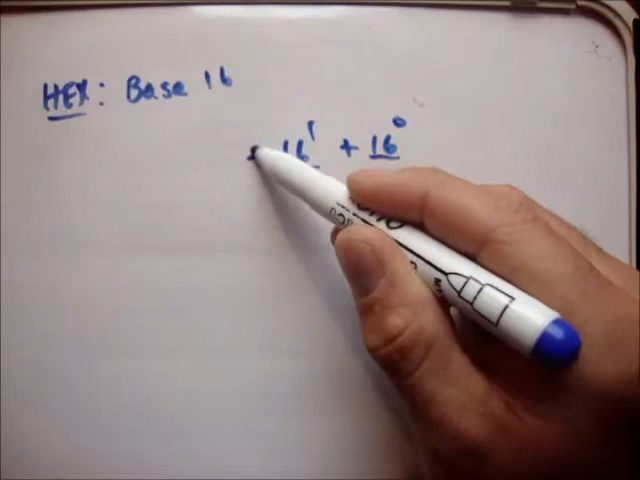 HEX: Base 16
+ 16¹ + 16⁰